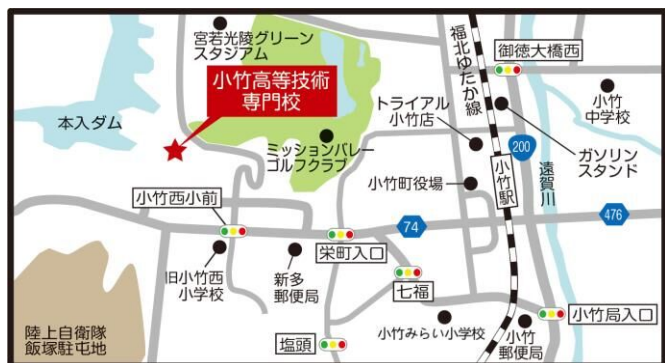 宮若光陵グリーン
スタジアム
小竹高等技術
専門校
本入ダム
ミッションバレー
ゴルフクラブ
福北ゆたか線
御徳大橋西
小竹
中学校
トライアル
小竹店
ガソリン
スタンド
200
遠賀川
小竹町役場
小竹駅
476
74
小竹西小前
旧小竹西
小学校
新多
郵便局
栄町入口
七福
小竹局入口
陸上自衛隊
飯塚駐屯地
塩頭
小竹みらい小学校
小竹
郵便局